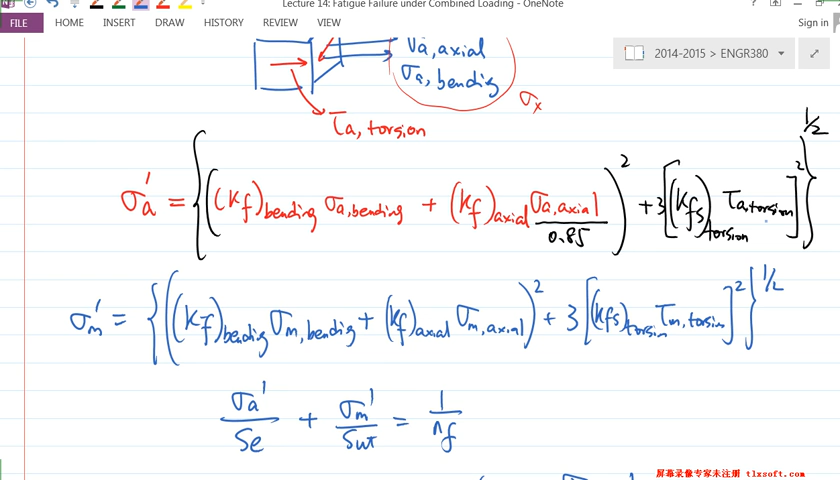 Lecture 14: Fatigue Failure under Combined Loading - OneNote
FILE HOME INSERT DRAW HISTORY REVIEW VIEW Sign in
2014-2015 > ENGR380
σa, axial
σa, bending
σx
τa, torsion
σa' = {((Kf)bending σa, bending + (Kf)axial σa, axial/0.85)² + 3[(Kfs)torsion τa, torsion]²}^1/2
σm' = {((Kf)bending σm, bending + (Kf)axial σm, axial)² + 3[(Kfs)torsion τm, torsion]²}^1/2
σa'/Se + σm'/Sut = 1/nf
屏幕录像专家未注册 tlxsoft.com